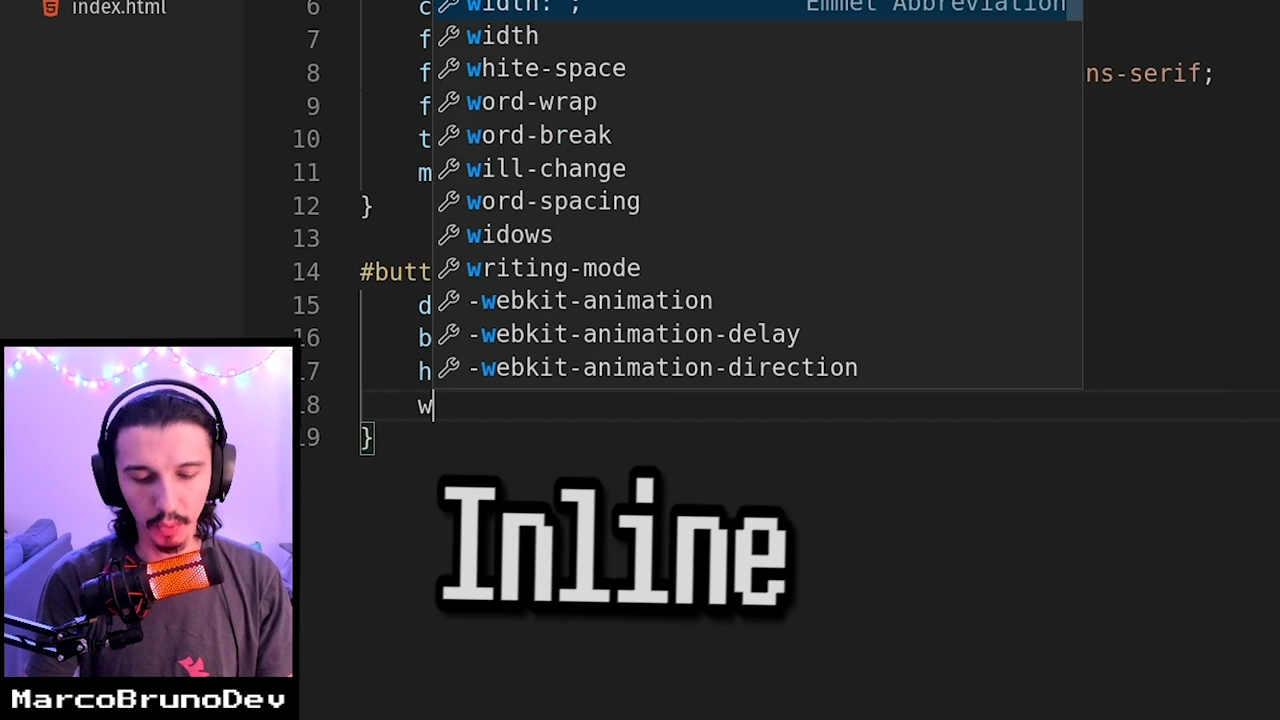 index.html
6 c width: ; Emmet Abbreviation
7 f width
8 f white-space ns-serif;
9 f word-wrap
10 t word-break
11 m will-change
12 } word-spacing
13 widows
14 #butt writing-mode
15 d -webkit-animation
16 b -webkit-animation-delay
17 h -webkit-animation-direction
18 w
19 }
Inline
MarcoBrunoDev